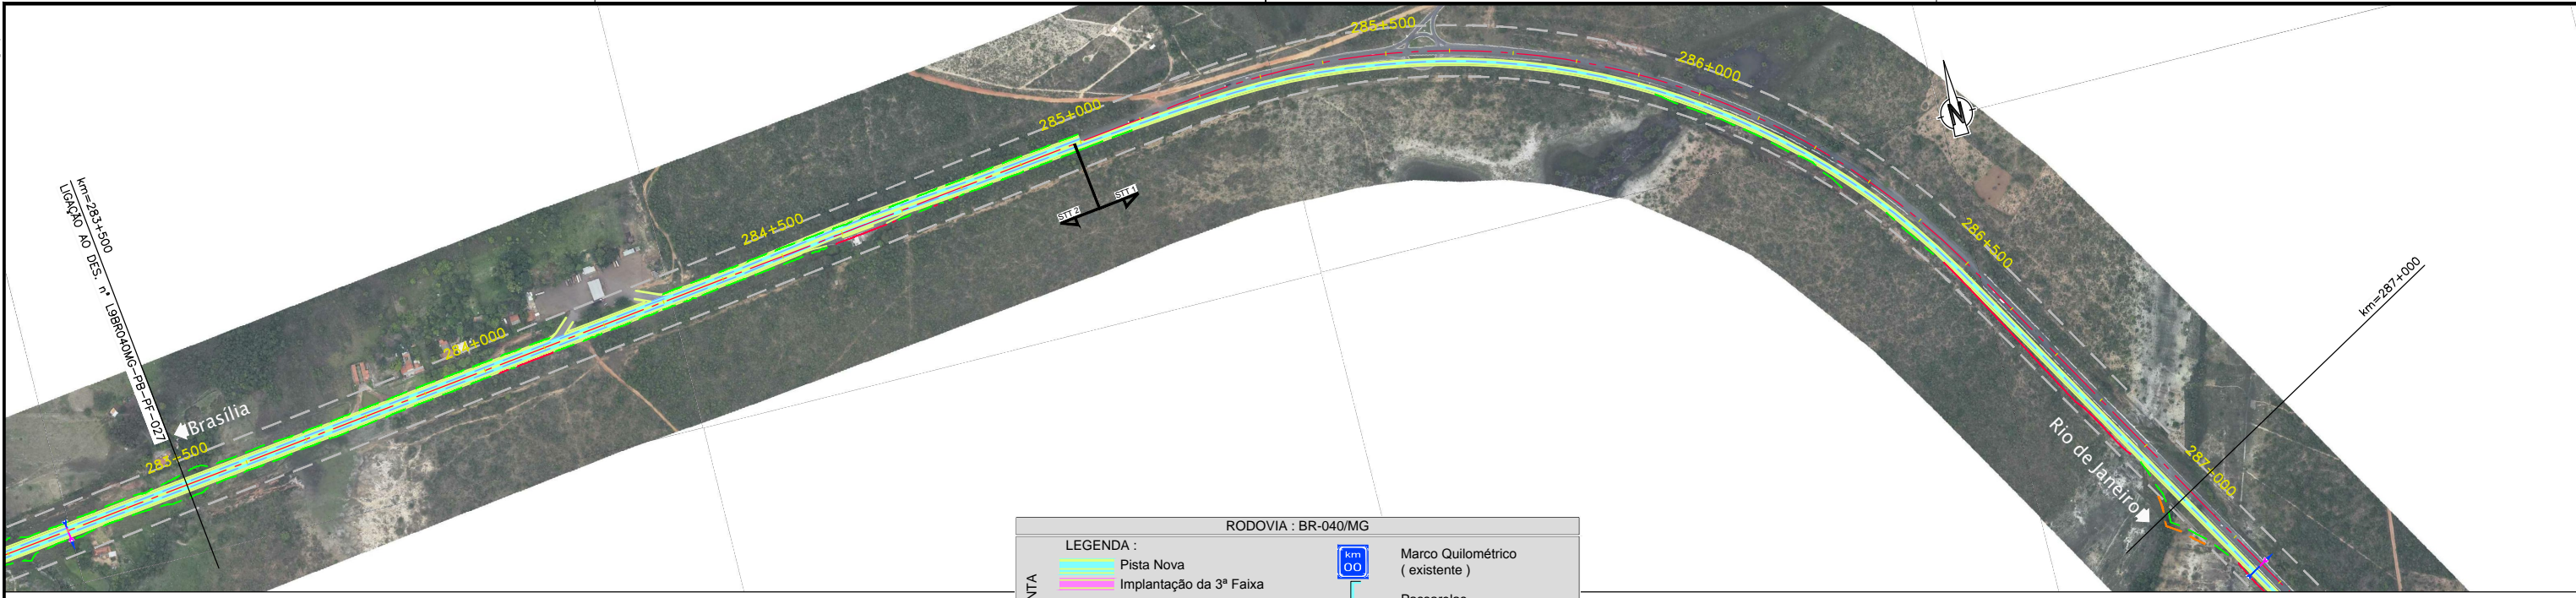 285+500
286+000
285+000
N
STT 1
STT 2
284+500
286+500
km=283+500
LIGAÇÃO AO DES. n° L9BR040MG-PB-PF-027
km=287+000
284+000
Brasília
283+500
Rio de Janeiro
287+000
RODOVIA : BR-040/MG
LEGENDA :
Pista Nova
Implantação da 3ª Faixa
km
00
Marco Quilométrico
( existente )